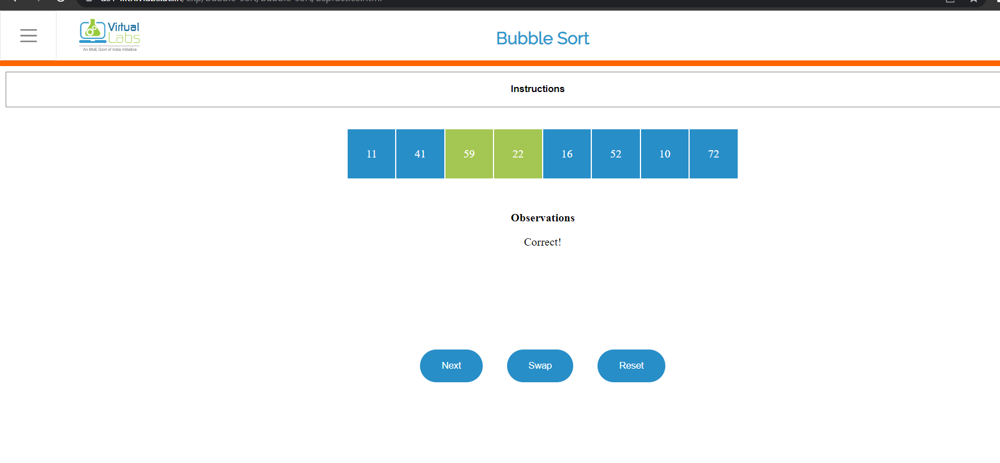 Virtual
Labs
An MoE Govt of India Initiative
Bubble Sort
Instructions
11 41 59 22 16 52 10 72
Observations
Correct!
Next Swap Reset